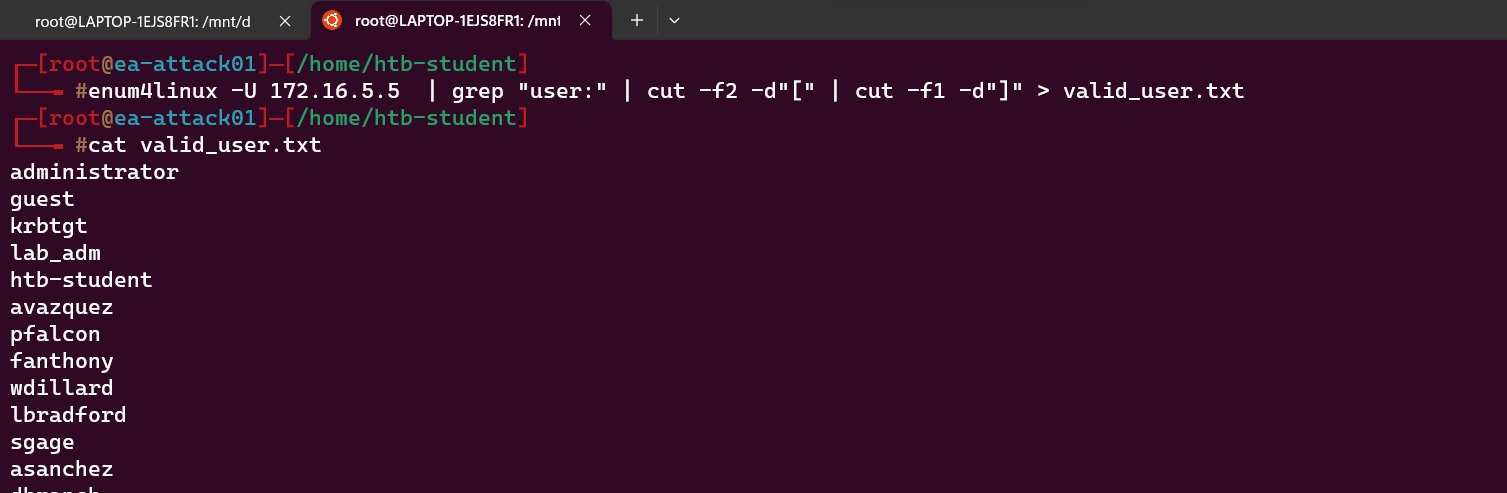 root@LAPTOP-1EJS8FR1: /mnt/d
root@LAPTOP-1EJS8FR1: /mnt
[root@ea-attack01]─[/home/htb-student]
#enum4linux -U 172.16.5.5  | grep "user:" | cut -f2 -d"[" | cut -f1 -d"]" > valid_user.txt
[root@ea-attack01]─[/home/htb-student]
#cat valid_user.txt
administrator
guest
krbtgt
lab_adm
htb-student
avazquez
pfalcon
fanthony
wdillard
lbradford
sgage
asanchez